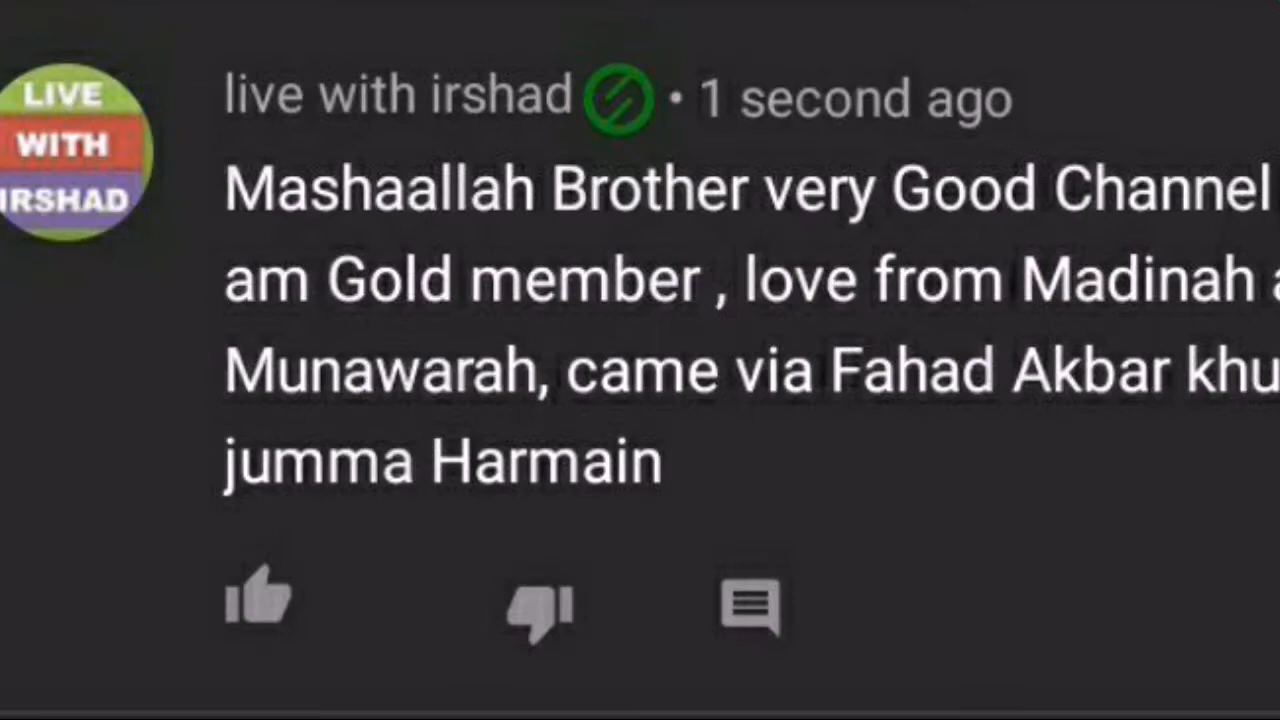 LIVE
WITH
IRSHAD
live with irshad • 1 second ago
Mashaallah Brother very Good Channel
am Gold member , love from Madinah
Munawarah, came via Fahad Akbar
jumma Harmain